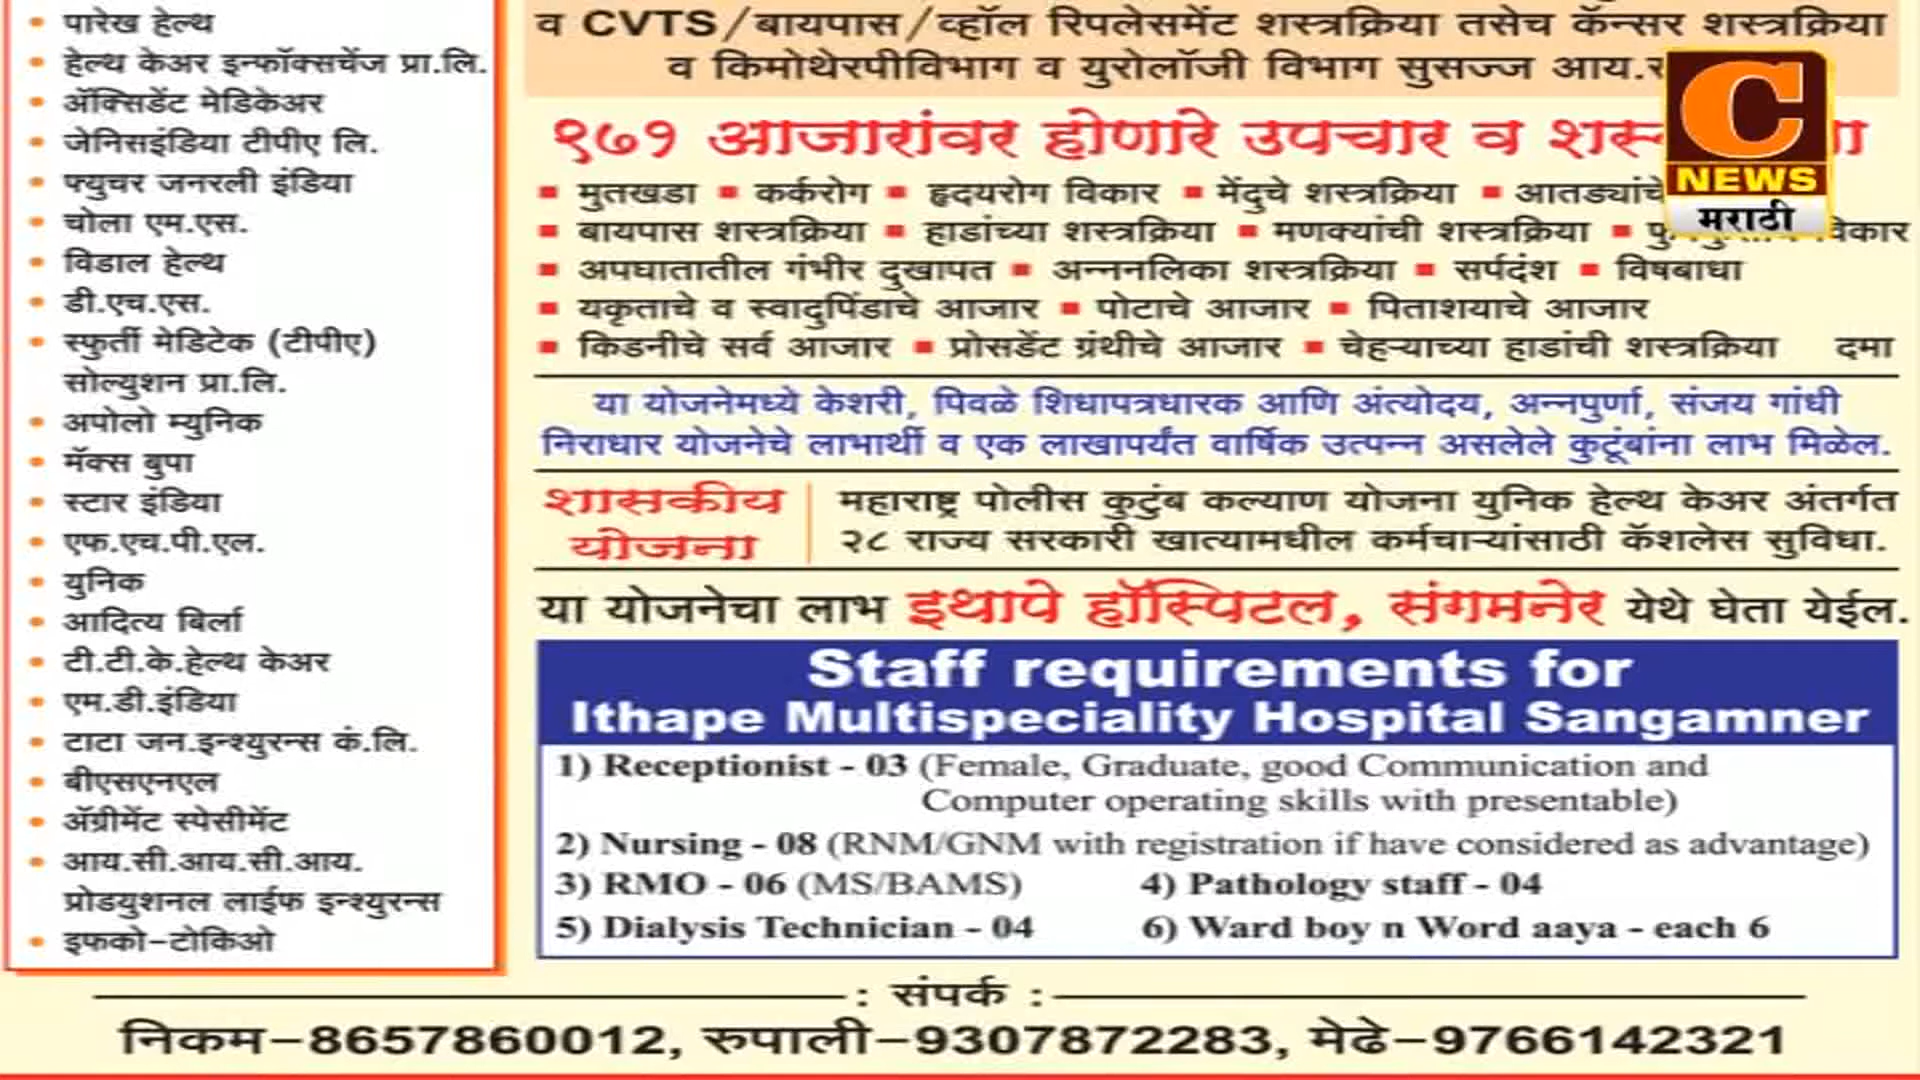 पारेख हेल्थ
हेल्थ केअर इन्फॉक्सचेंज प्रा.लि.
ॲक्सिडेंट मेडिकेअर
जेनिसइंडिया टीपीए लि.
फ्युचर जनरली इंडिया
चोला एम.एस.
विडाल हेल्थ
डी.एच.एस.
स्फुर्ती मेडिटेक (टीपीए)
सोल्युशन प्रा.लि.
अपोलो म्युनिक
मॅक्स बुपा
स्टार इंडिया
एफ.एच.पी.एल.
युनिक
आदित्य बिर्ला
टी.टी.के.हेल्थ केअर
एम.डी.इंडिया
टाटा जन.इन्श्युरन्स कं.लि.
बीएसएनएल
ॲग्रीमेंट स्पेसीमेंट
आय.सी.आय.सी.आय.
प्रोडयुशनल लाईफ इन्श्युरन्स
इफको-टोकिओ
व CVTS/बायपास/व्हॉल रिपलेसमेंट शस्त्रक्रिया तसेच कॅन्सर शस्त्रक्रिया
व किमोथेरपीविभाग व युरोलॉजी विभाग सुसज्ज
९७१ आजारांवर होणारे उपचार व
▪ मुतखडा ▪ कर्करोग ▪ हृदयरोग विकार ▪ मेंदुचे शस्त्रक्रिया ▪ आतड्यांचे
▪ बायपास शस्त्रक्रिया ▪ हाडांच्या शस्त्रक्रिया ▪ मणक्यांची शस्त्रक्रिया ▪ विकार
▪ अपघातातील गंभीर दुखापत ▪ अन्ननलिका शस्त्रक्रिया ▪ सर्पदंश ▪ विषबाधा
▪ यकृताचे व स्वादुपिंडाचे आजार ▪ पोटाचे आजार ▪ पिताशयाचे आजार
▪ किडनीचे सर्व आजार ▪ प्रोसडेंट ग्रंथीचे आजार ▪ चेहऱ्याच्या हाडांची शस्त्रक्रिया दमा
या योजनेमध्ये केशरी, पिवळे शिधापत्रधारक आणि अंत्योदय, अन्नपुर्णा, संजय गांधी
निराधार योजनेचे लाभार्थी व एक लाखापर्यंत वार्षिक उत्पन्न असलेले कुटूंबांना लाभ मिळेल.
शासकीय
योजना
महाराष्ट्र पोलीस कुटुंब कल्याण योजना युनिक हेल्थ केअर अंतर्गत
२८ राज्य सरकारी खात्यामधील कर्मचाऱ्यांसाठी कॅशलेस सुविधा.
या योजनेचा लाभ इथापे हॉस्पिटल, संगमनेर येथे घेता येईल.
Staff requirements for
Ithape Multispeciality Hospital Sangamner
1) Receptionist - 03 (Female, Graduate, good Communication and
Computer operating skills with presentable)
2) Nursing - 08 (RNM/GNM with registration if have considered as advantage)
3) RMO - 06 (MS/BAMS) 4) Pathology staff - 04
5) Dialysis Technician - 04 6) Ward boy n Word aaya - each 6
: संपर्क :
निकम-8657860012, रुपाली-9307872283, मेढे-9766142321
C
NEWS
मराठी